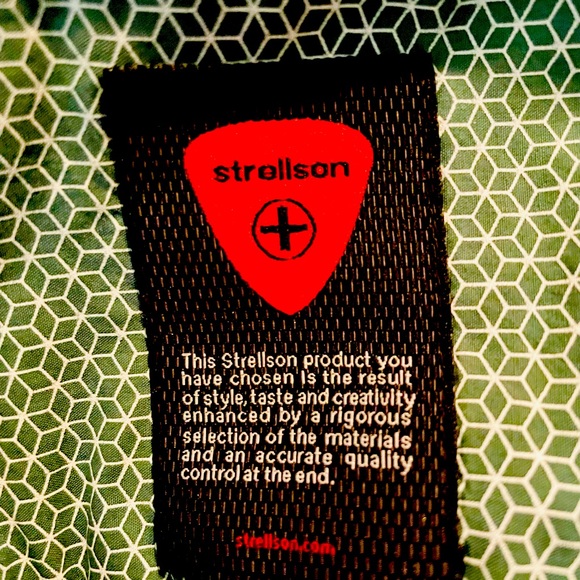 strellson
This Strellson product you
have chosen is the result
of style, taste and creativity
enhanced by a rigorous
selection of the materials
and an accurate quality
control at the end.
strellson.com